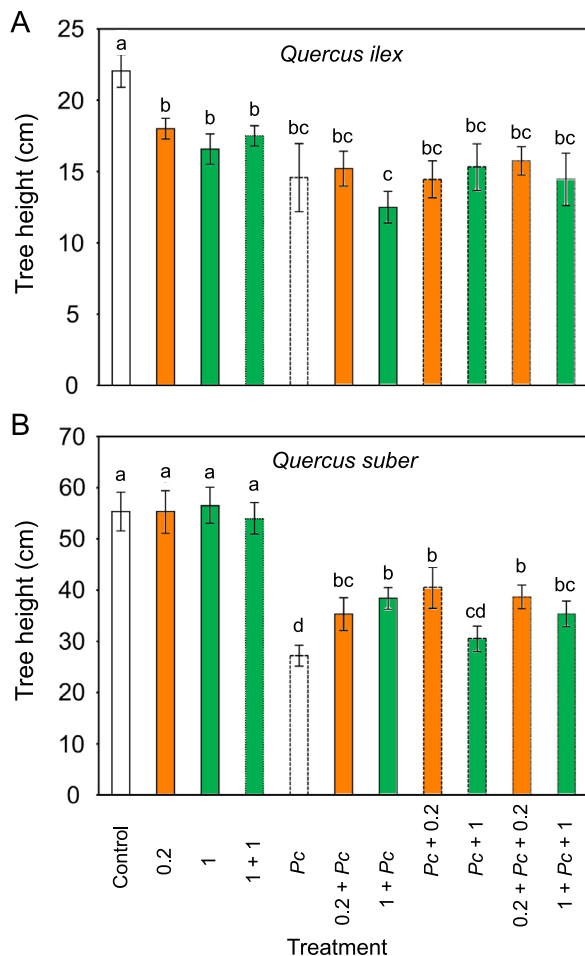 A
25
20
15
10
5
0
Tree height (cm)
Quercus ilex
a
b
b
b
bc
bc
c
bc
bc
bc
bc
B
70
60
50
40
30
20
10
0
Tree height (cm)
Quercus suber
a
a
a
a
d
bc
b
b
cd
b
bc
Control
0.2
1
1 + 1
Pc
0.2 + Pc
1 + Pc
Pc + 0.2
Pc + 1
0.2 + Pc + 0.2
1 + Pc + 1
Treatment